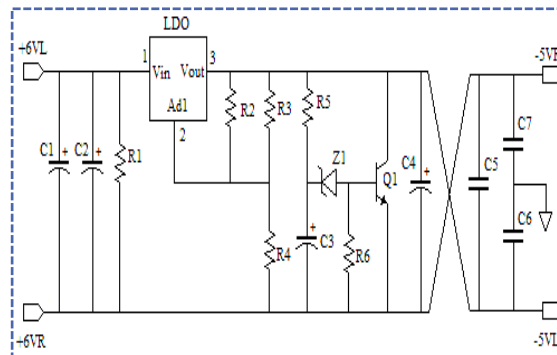 LDO
+6VL
1
3
Vin
Vout
Adj
2
-5VR
R2
R3
R5
C1
+
C2
+
R1
Z1
Q1
C4
+
C5
C7
C6
+
C3
R4
R6
+6VR
-5VL